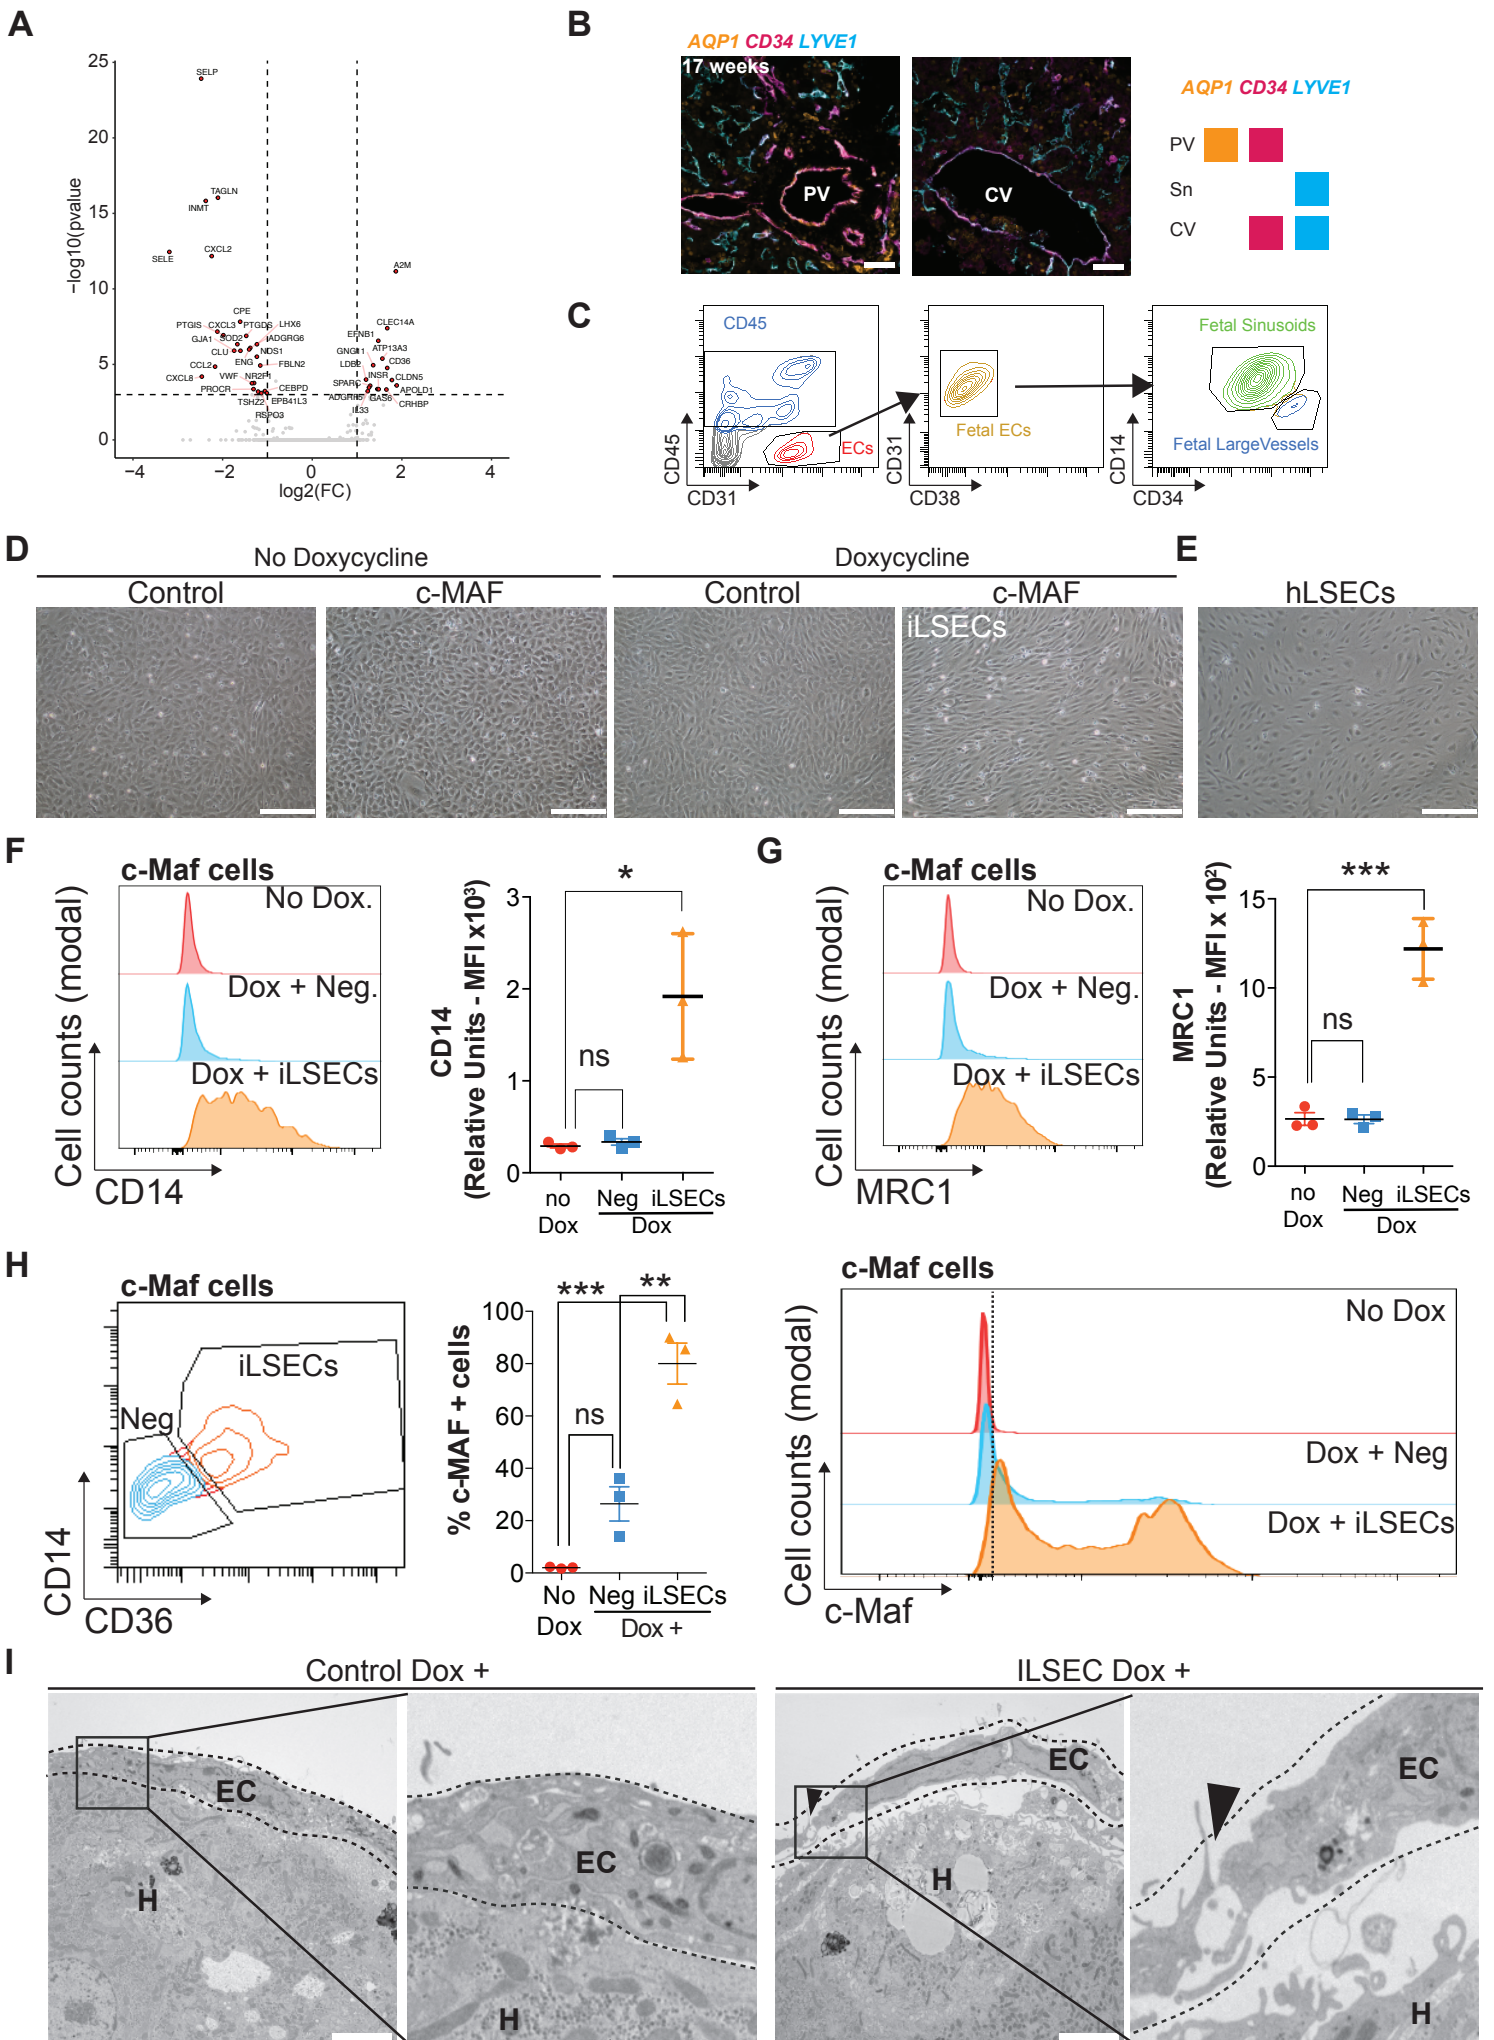 A
25
20
15
10
5
0
−log10(pvalue)
−4
−2
0
2
4
log2(FC)
SELP
TAGLN
INMT
SELE
CXCL2
A2M
CPE
PTGIS
CXCL3
PTGDS
LHX6
GJA1
SOD2
ADGRG6
CLU
ENG
NDS1
CCL2
FBLN2
CXCL8
VWF
NR2F1
PROCR
CEBPD
TSHZ2
EPB41L3
RSPO3
CLEC14A
EFNB1
GNG11
ATP13A3
LDB2
CD36
INSR
SPARC
CLDN5
APOLD1
GAS6
IL33
CRHBP
B
AQP1 CD34 LYVE1
17 weeks
PV
CV
AQP1 CD34 LYVE1
PV
Sn
CV
C
CD45
ECs
CD45
CD31
Fetal ECs
CD31
CD38
Fetal Sinusoids
Fetal LargeVessels
CD14
CD34
D
No Doxycycline
Doxycycline
Control
c-MAF
Control
c-MAF
iLSECs
E
hLSECs
F
c-Maf cells
No Dox.
Dox + Neg.
Dox + iLSECs
Cell counts (modal)
CD14
CD14
(Relative Units - MFI x10³)
3
2
1
0
*
ns
no Dox
Neg
iLSECs
Dox
G
c-Maf cells
No Dox.
Dox + Neg.
Dox + iLSECs
Cell counts (modal)
MRC1
MRC1
(Relative Units - MFI x 10²)
15
10
5
0
***
ns
no Dox
Neg
iLSECs
Dox
H
c-Maf cells
iLSECs
Neg
CD14
CD36
% c-MAF + cells
100
80
60
40
20
0
***
**
ns
No Dox
Neg iLSECs
Dox +
c-Maf cells
No Dox
Dox + Neg
Dox + iLSECs
Cell counts (modal)
c-Maf
I
Control Dox +
ILSEC Dox +
EC
H
EC
H
EC
H
EC
H